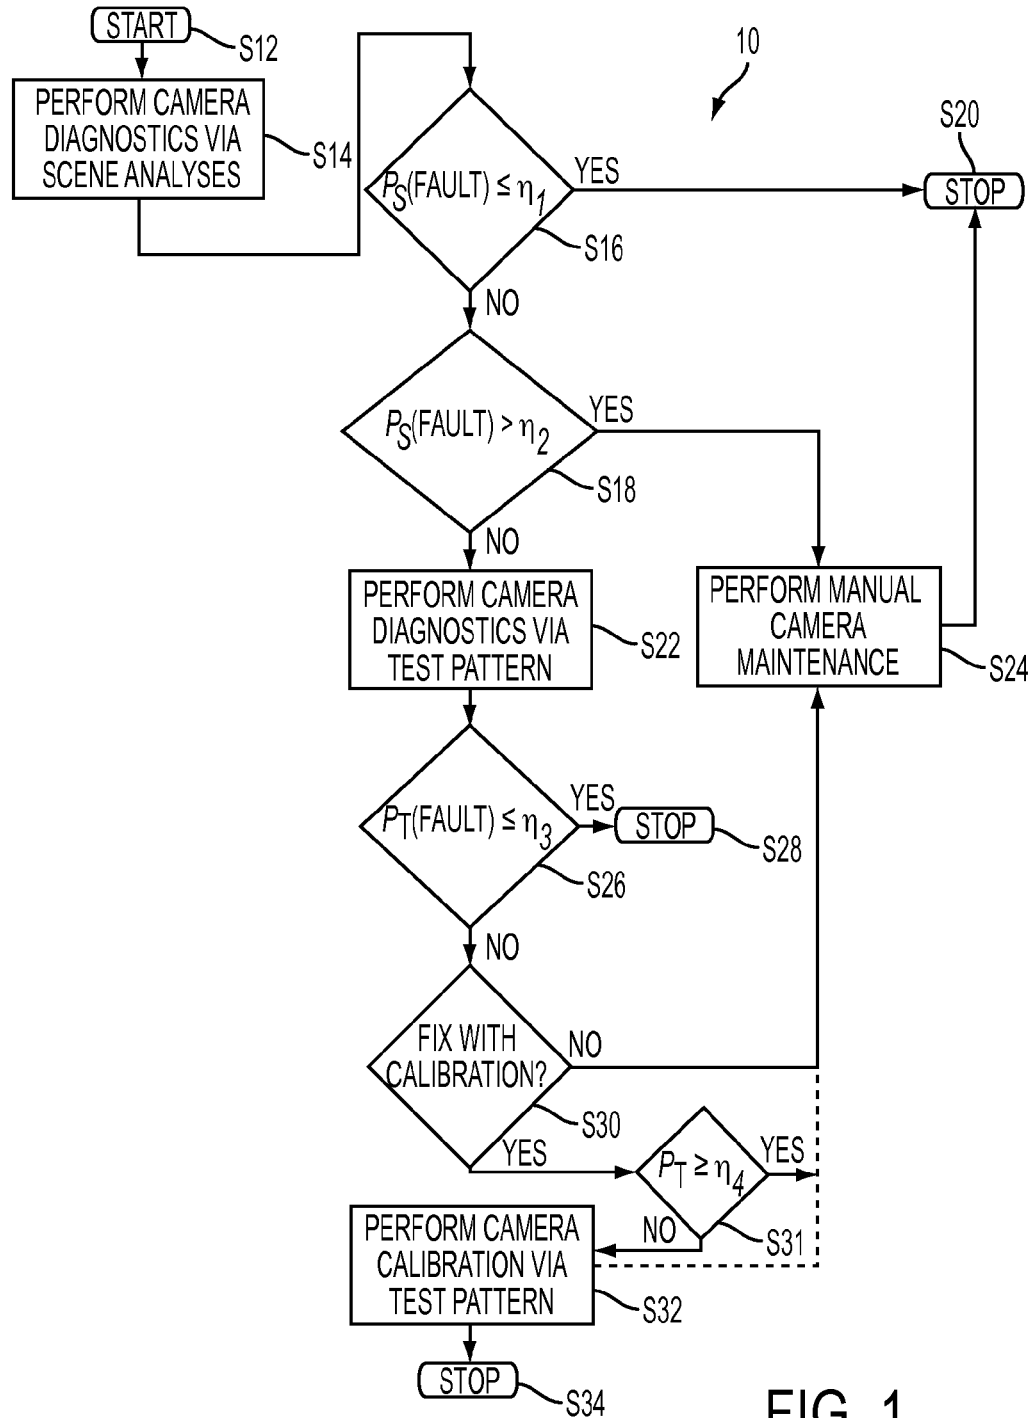 START
S12
PERFORM CAMERA
DIAGNOSTICS VIA
SCENE ANALYSES
S14
10
PS(FAULT) ≤ η1
YES
S16
NO
S20
STOP
PS(FAULT) > η2
YES
S18
NO
PERFORM CAMERA
DIAGNOSTICS VIA
TEST PATTERN
S22
PERFORM MANUAL
CAMERA
MAINTENANCE
S24
PT(FAULT) ≤ η3
YES
STOP
S28
S26
NO
FIX WITH
CALIBRATION?
NO
S30
YES
PT ≥ η4
YES
S31
NO
PERFORM CAMERA
CALIBRATION VIA
TEST PATTERN
S32
STOP
S34
FIG. 1